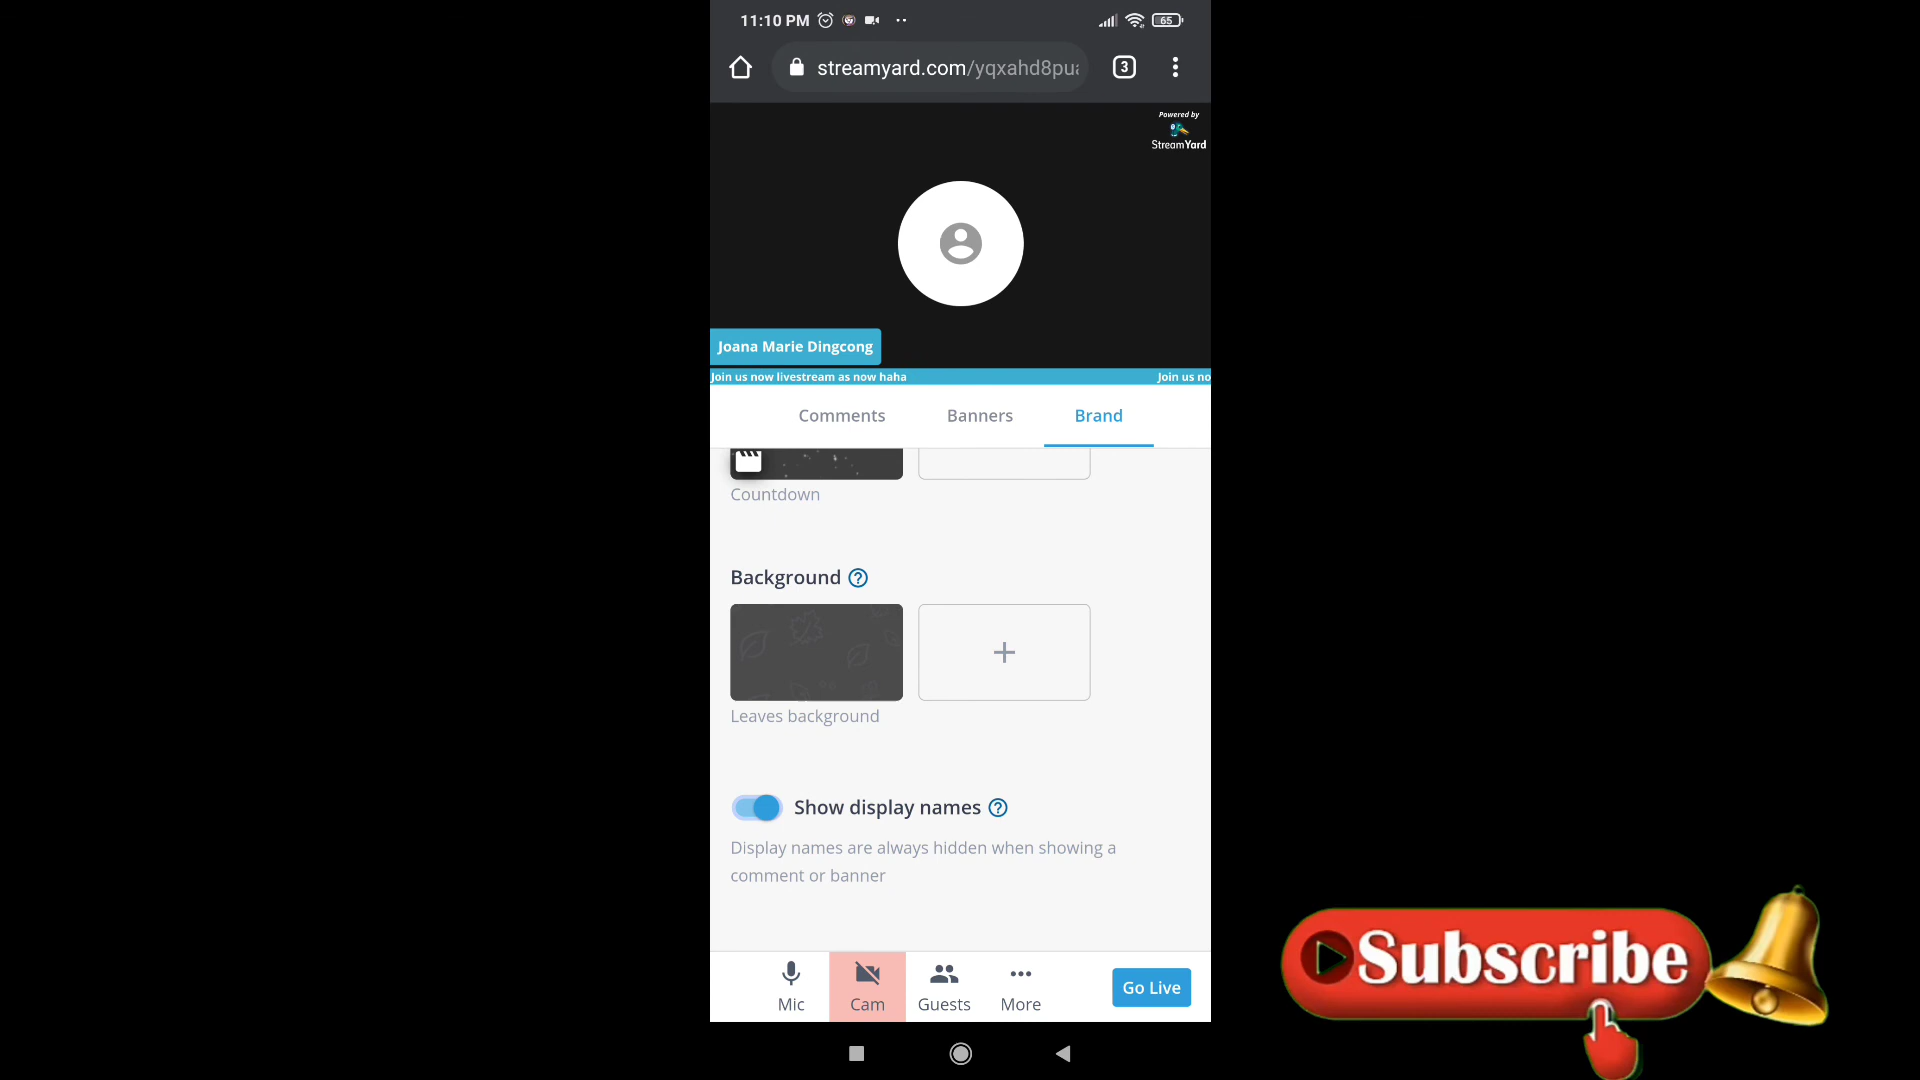 11:10 PM
65
streamyard.com/yqxahd8pu
3
Powered by
StreamYard
Joana Marie Dingcong
Join us now livestream as now haha
Join us no
Comments
Banners
Brand
Countdown
Background ?
+
Leaves background
Show display names ?
Display names are always hidden when showing a
comment or banner
Mic
Cam
Guests
More
Go Live
Subscribe